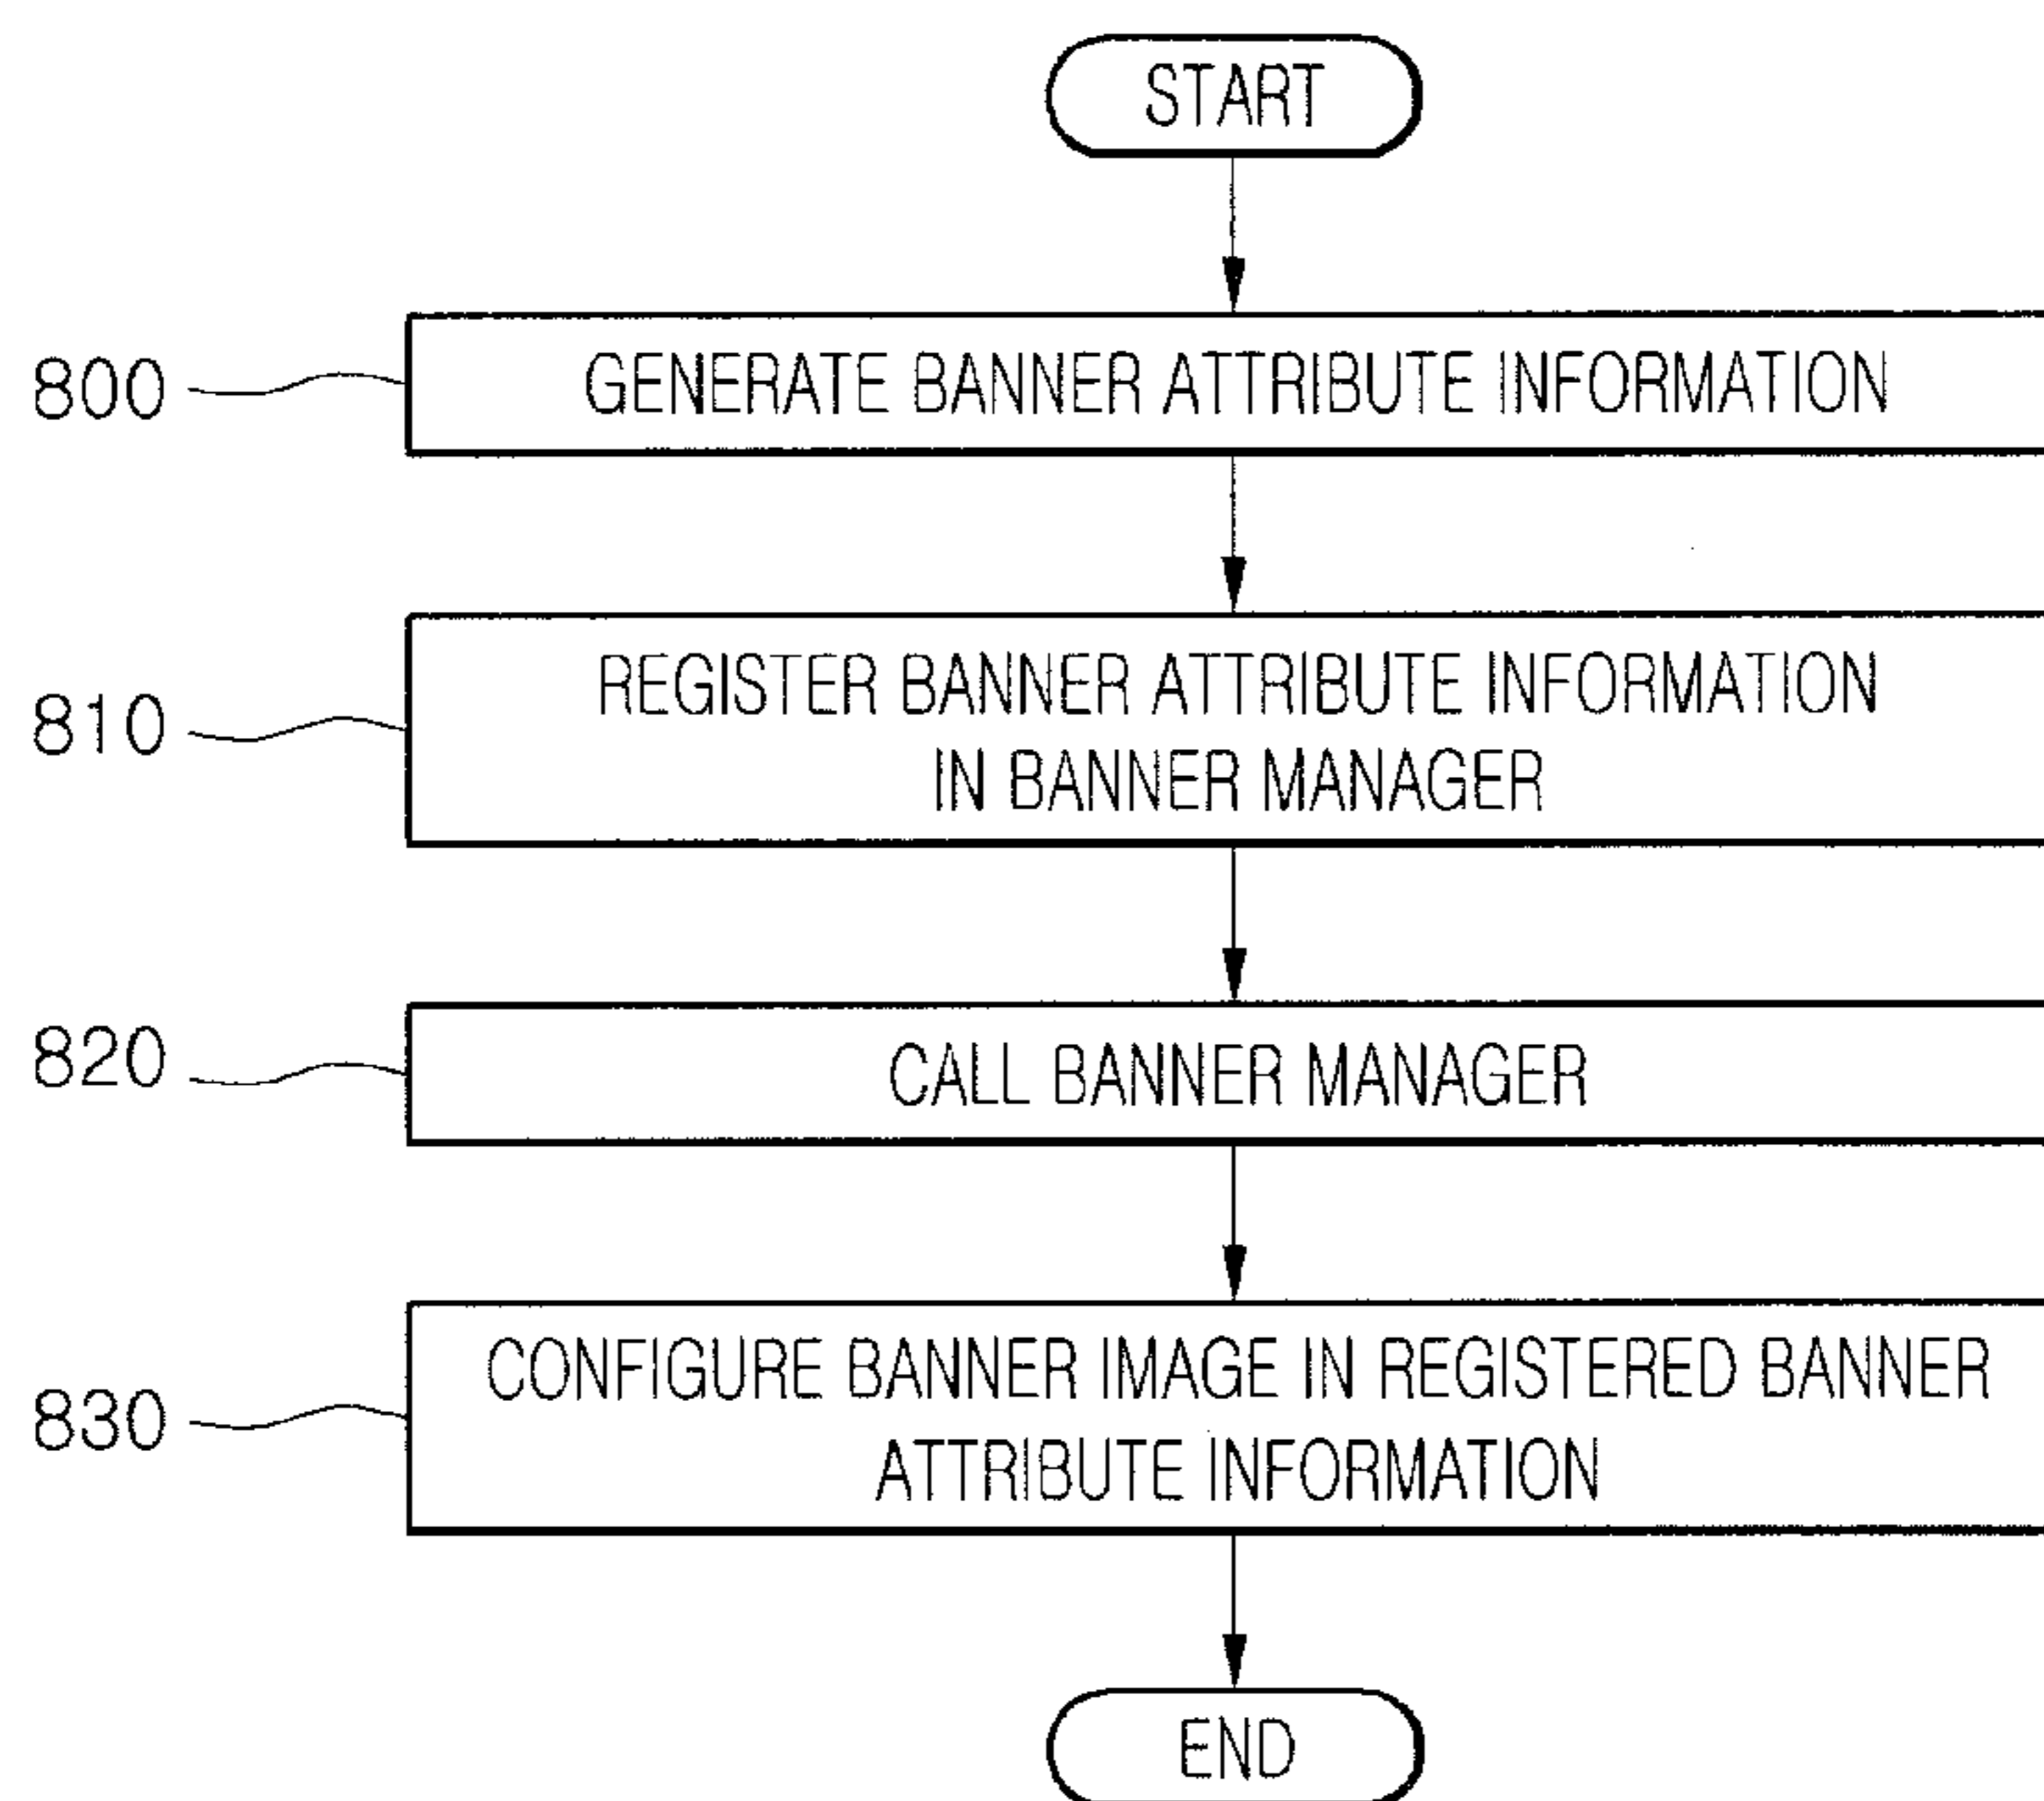 START
800
GENERATE BANNER ATTRIBUTE INFORMATION
810
REGISTER BANNER ATTRIBUTE INFORMATION
IN BANNER MANAGER
820
CALL BANNER MANAGER
830
CONFIGURE BANNER IMAGE IN REGISTERED BANNER
ATTRIBUTE INFORMATION
END